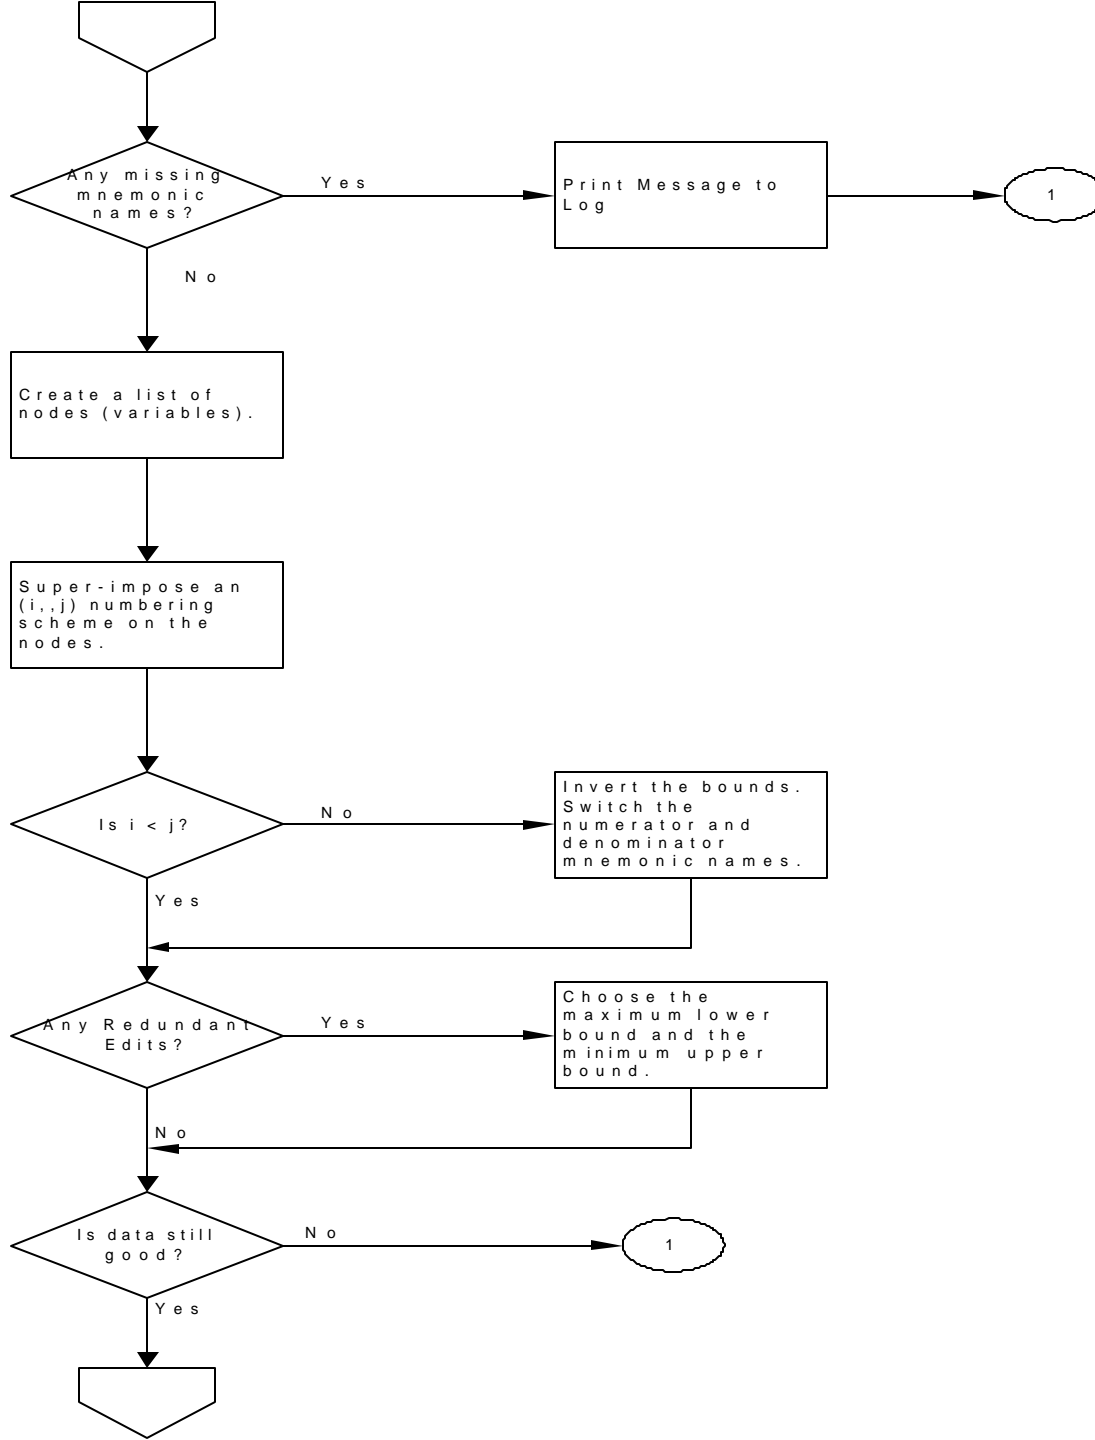 Any missing
mnemonic
names?
Yes
Print Message to
Log
1
No
Create a list of
nodes (variables).
Super-impose an
(i,,j) numbering
scheme on the
nodes.
Is i < j?
No
Invert the bounds.
Switch the
numerator and
denominator
mnemonic names.
Yes
Any Redundant
Edits?
Yes
Choose the
maximum lower
bound and the
minimum upper
bound.
No
Is data still
good?
No
1
Yes